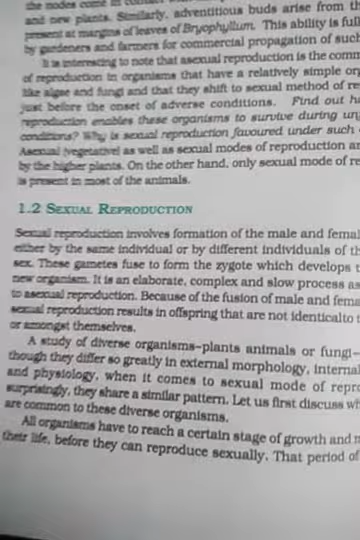 the nodes come in contact
and new plants. Similarly, adventitious buds arise from th
present at margins of leaves of Bryophyllum. This ability is full
by gardeners and farmers for commercial propagation of such
It is interesting to note that asexual reproduction is the comm
of reproduction in organisms that have a relatively simple or
like algae and fungi and that they shift to sexual method of re
just before the onset of adverse conditions. Find out h
reproduction enables these organisms to survive during un
conditions? Why is sexual reproduction favoured under such
Asexual (vegetative) as well as sexual modes of reproduction ar
by the higher plants. On the other hand, only sexual mode of re
is present in most of the animals.
1.2 SEXUAL REPRODUCTION
Sexual reproduction involves formation of the male and femal
either by the same individual or by different individuals of th
sex. These gametes fuse to form the zygote which develops t
new organism. It is an elaborate, complex and slow process as
to asexual reproduction. Because of the fusion of male and fema
sexual reproduction results in offspring that are not identicalto t
or amongst themselves.
A study of diverse organisms–plants animals or fungi–
though they differ so greatly in external morphology, internal
and physiology, when it comes to sexual mode of repro
surprisingly, they share a similar pattern. Let us first discuss wh
are common to these diverse organisms.
All organisms have to reach a certain stage of growth and m
their life, before they can reproduce sexually. That period of